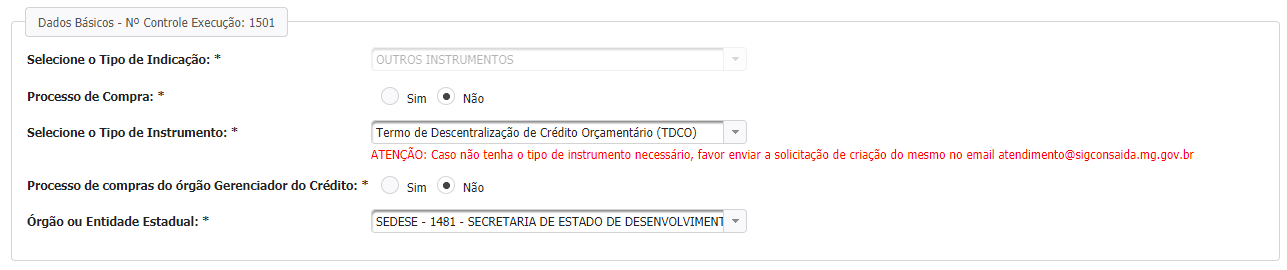 Dados Básicos - Nº Controle Execução: 1501
Selecione o Tipo de Indicação: * OUTROS INSTRUMENTOS
Processo de Compra: * Sim Não
Selecione o Tipo de Instrumento: * Termo de Descentralização de Crédito Orçamentário (TDCO)
ATENÇÃO: Caso não tenha o tipo de instrumento necessário, favor enviar a solicitação de criação do mesmo no email atendimento@sigconsaida.mg.gov.br
Processo de compras do órgão Gerenciador do Crédito: * Sim Não
Órgão ou Entidade Estadual: * SEDESE - 1481 - SECRETARIA DE ESTADO DE DESENVOLVIMENT